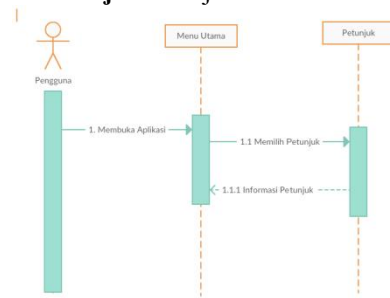 Menu Utama
Petunjuk
Pengguna
1. Membuka Aplikasi
1.1 Memilih Petunjuk
1.1.1 Informasi Petunjuk